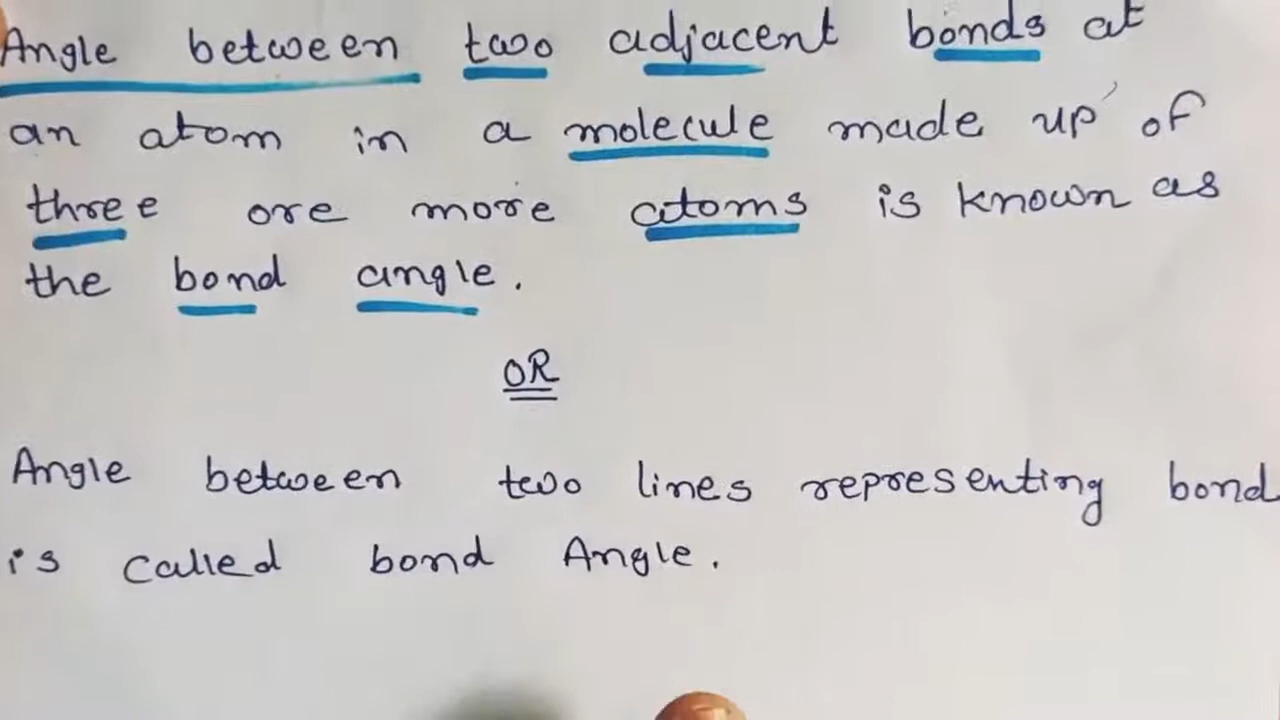 Angle between two adjacent bonds at
an atom in a molecule made up of
three ore more atoms is known as
the bond angle.
OR
Angle between two lines representing bond
is called bond Angle.